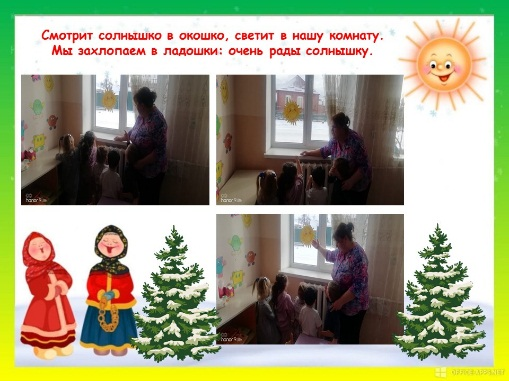 Смотрит солнышко в окошко, светит в нашу комнату.
Мы захлопаем в ладошки: очень рады солнышку.